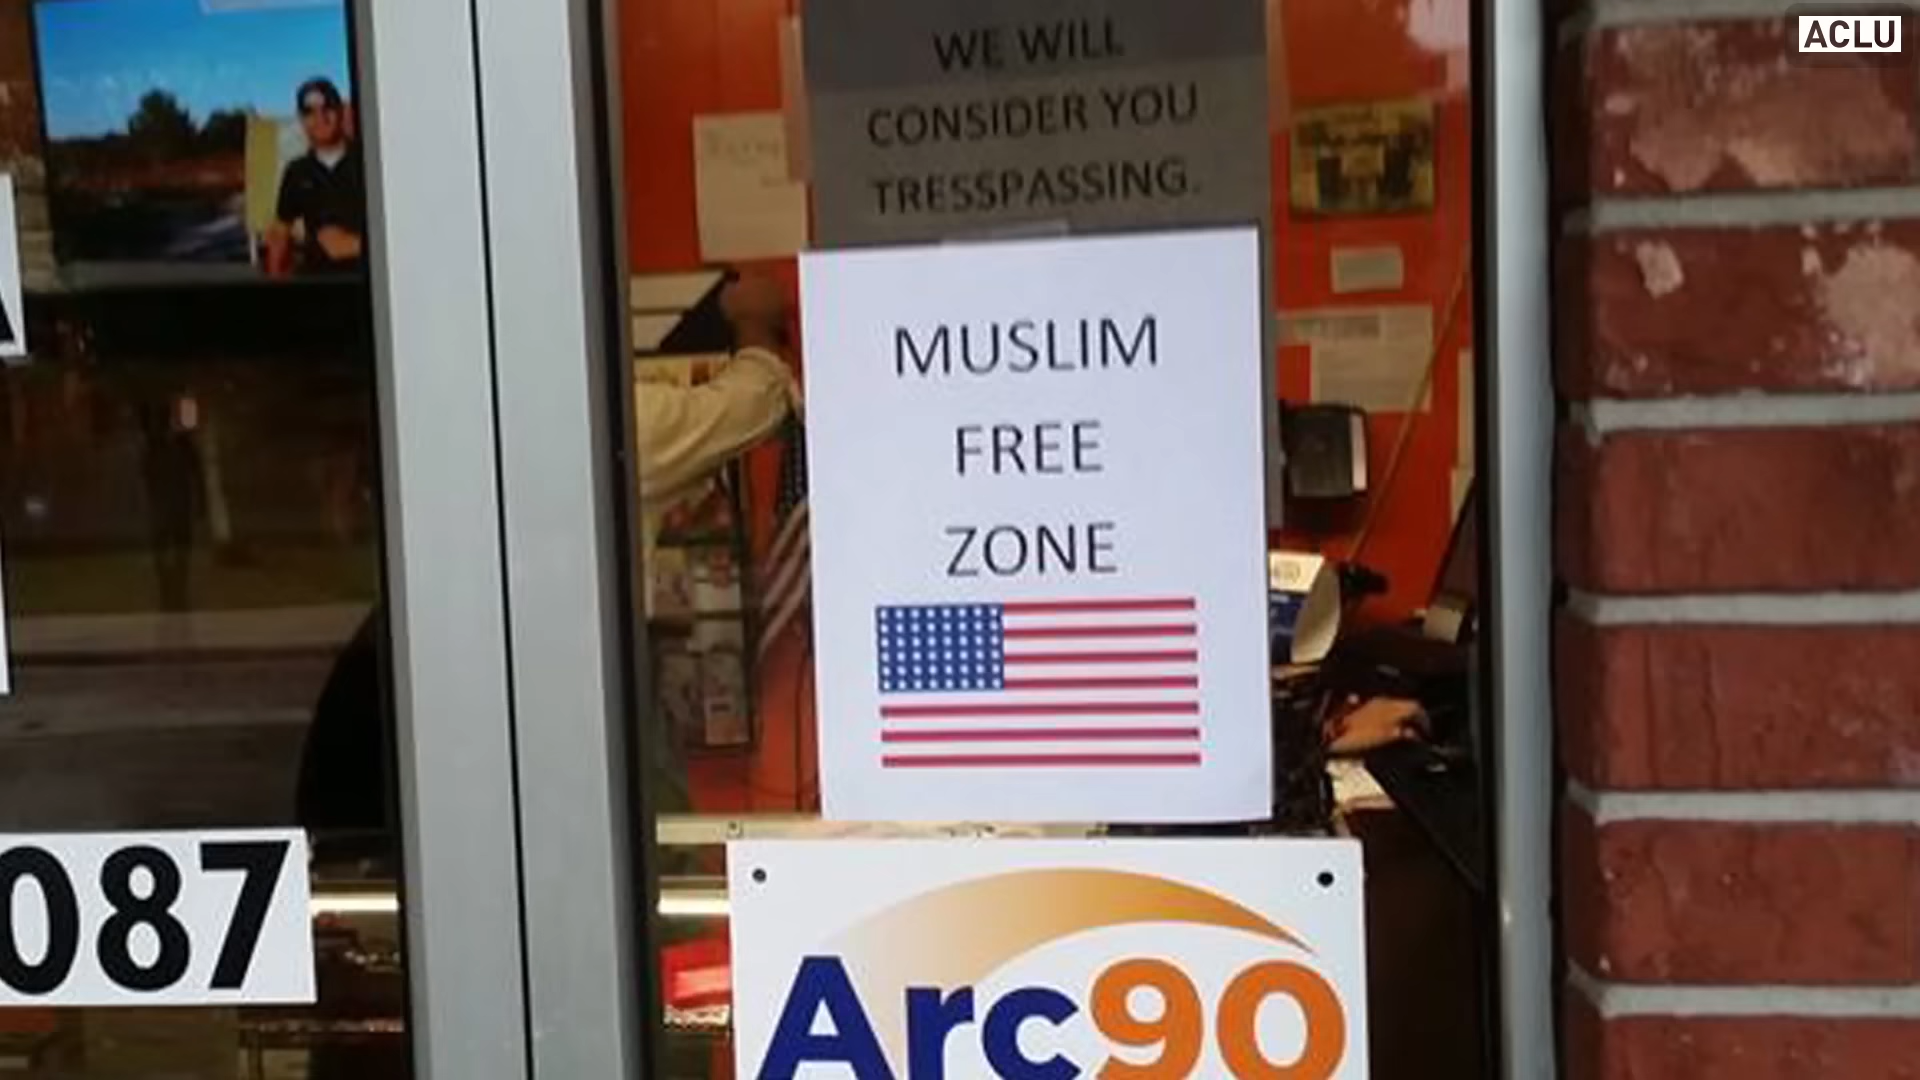 ACLU
WE WILL
CONSIDER YOU
TRESSPASSING.
MUSLIM
FREE
ZONE
087
Arc90